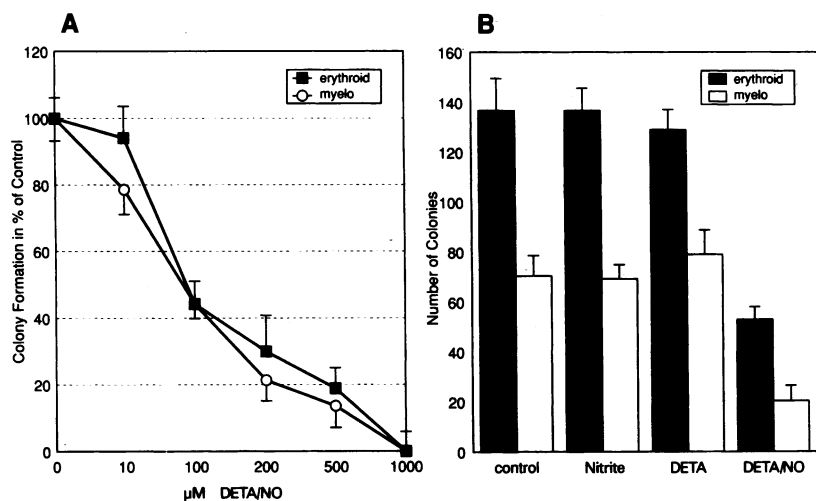 A
Colony Formation in % of Control
120
100
80
60
40
20
0
erythroid
myelo
0 10 100 200 500 1000
µM DETA/NO
B
Number of Colonies
160
140
120
100
80
60
40
20
0
erythroid
myelo
control Nitrite DETA DETA/NO